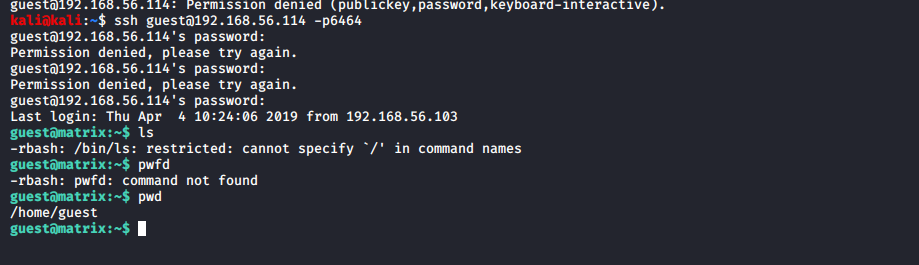 guest@192.168.56.114: Permission denied (publickey,password,keyboard-interactive).
kali@kali:~$ ssh guest@192.168.56.114 -p6464
guest@192.168.56.114's password:
Permission denied, please try again.
guest@192.168.56.114's password:
Permission denied, please try again.
guest@192.168.56.114's password:
Last login: Thu Apr  4 10:24:06 2019 from 192.168.56.103
guest@matrix:~$ ls
-rbash: /bin/ls: restricted: cannot specify `/' in command names
guest@matrix:~$ pwfd
-rbash: pwfd: command not found
guest@matrix:~$ pwd
/home/guest
guest@matrix:~$